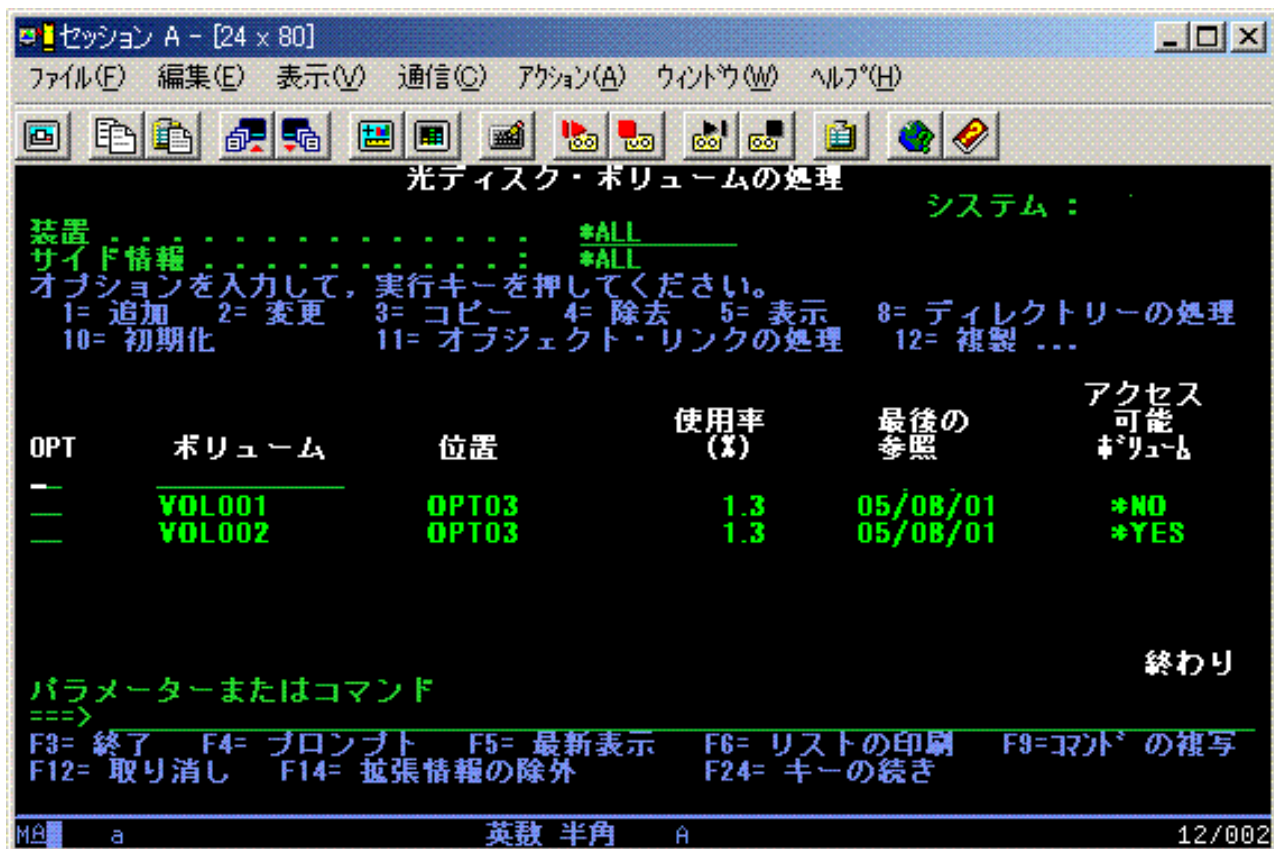 セッション A - [24 x 80]
ファイル(F) 編集(E) 表示(V) 通信(C) アクション(A) ウィンドウ(W) ヘルプ(H)
光ディスク・ボリュームの処理
システム :
装置 . . . . . . . . . . . . . . *ALL
サイド情報 . . . . . . . . . . . : *ALL
オプションを入力して, 実行キーを押してください。
1= 追加 2= 変更 3= コピー 4= 除去 5= 表示 8= ディレクトリーの処理
10= 初期化 11= オブジェクト・リンクの処理 12= 複製 ...
アクセス
使用率 最後の 可能
OPT ボリューム 位置 (%) 参照 ボリューム
VOL001 OPT03 1.3 05/08/01 *NO
VOL002 OPT03 1.3 05/08/01 *YES
終わり
パラメーターまたはコマンド
===>
F3= 終了 F4= プロンプト F5= 最新表示 F6= リストの印刷 F9=コマンド の複写
F12= 取り消し F14= 拡張情報の除外 F24= キーの続き
MA a 英数 半角 A 12/002